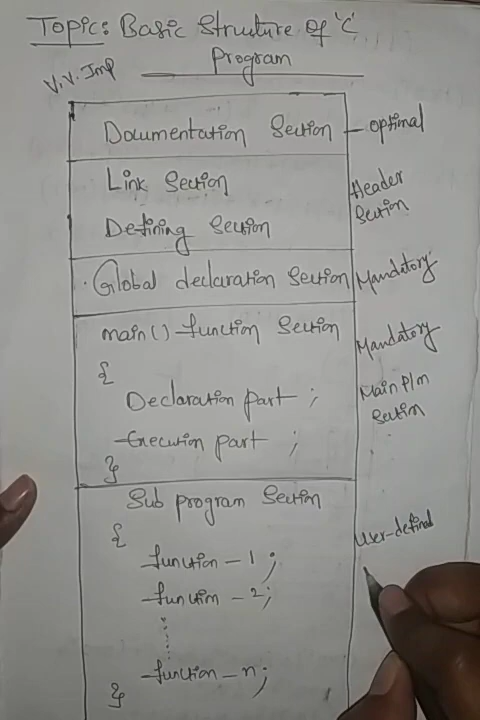 Topic: Basic Structure of 'C'
Program
V.V. Imp
Documentation Section - optimal
Link Section
Header
Section
Defining Section
Global declaration Section
Mandatory
main() function Section
Mandatory
{
Declaration part ;
Main P/m
Section
Execution part ;
}
Sub program Section
{
User-defined
function - 1 ;
function - 2;
function - n;
}